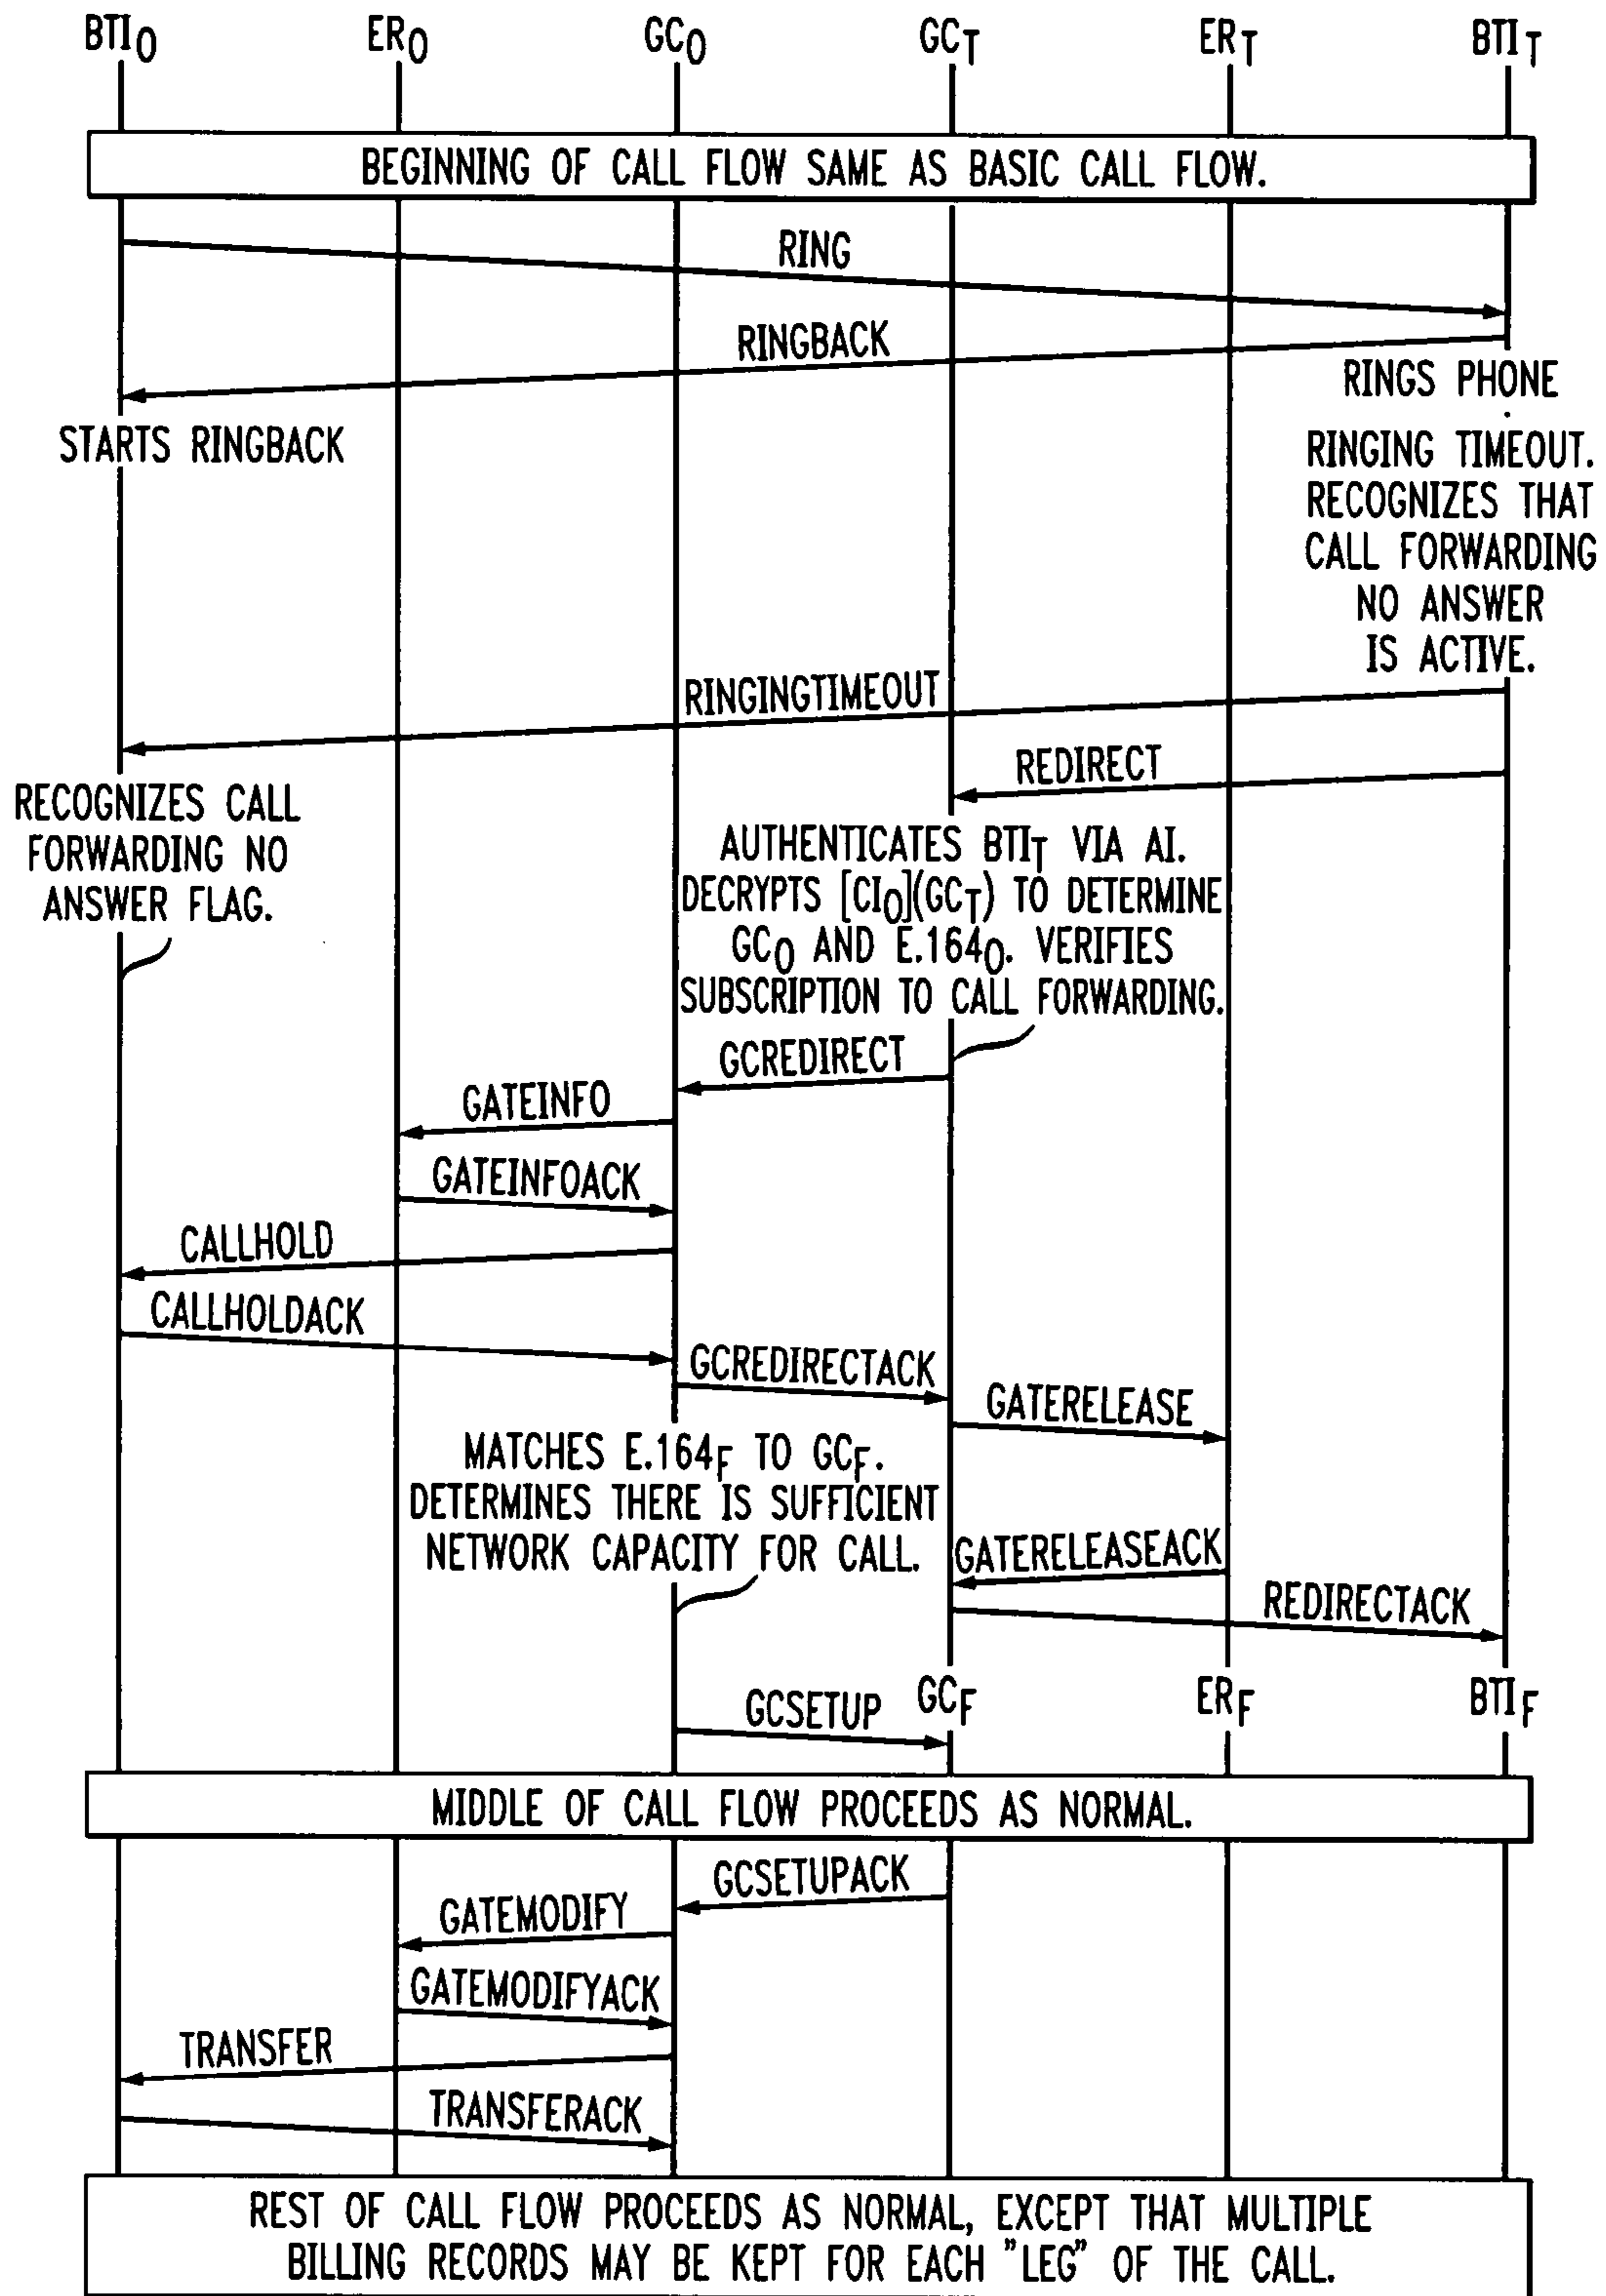 BTIO ERO GCO GCT ERT BTIT
BEGINNING OF CALL FLOW SAME AS BASIC CALL FLOW.
RING
RINGBACK
RINGS PHONE
STARTS RINGBACK
RINGING TIMEOUT.
RECOGNIZES THAT
CALL FORWARDING
NO ANSWER
IS ACTIVE.
RINGINGTIMEOUT
REDIRECT
RECOGNIZES CALL
FORWARDING NO
ANSWER FLAG.
AUTHENTICATES BTIT VIA AI.
DECRYPTS [CIO](GCT) TO DETERMINE
GCO AND E.164O. VERIFIES
SUBSCRIPTION TO CALL FORWARDING.
GCREDIRECT
GATEINFO
GATEINFOACK
CALLHOLD
CALLHOLDACK
GCREDIRECTACK
GATERELEASE
MATCHES E.164F TO GCF.
DETERMINES THERE IS SUFFICIENT
NETWORK CAPACITY FOR CALL.
GATERELEASEACK
REDIRECTACK
GCSETUP
GCF ERF BTIF
MIDDLE OF CALL FLOW PROCEEDS AS NORMAL.
GCSETUPACK
GATEMODIFY
GATEMODIFYACK
TRANSFER
TRANSFERACK
REST OF CALL FLOW PROCEEDS AS NORMAL, EXCEPT THAT MULTIPLE
BILLING RECORDS MAY BE KEPT FOR EACH "LEG" OF THE CALL.